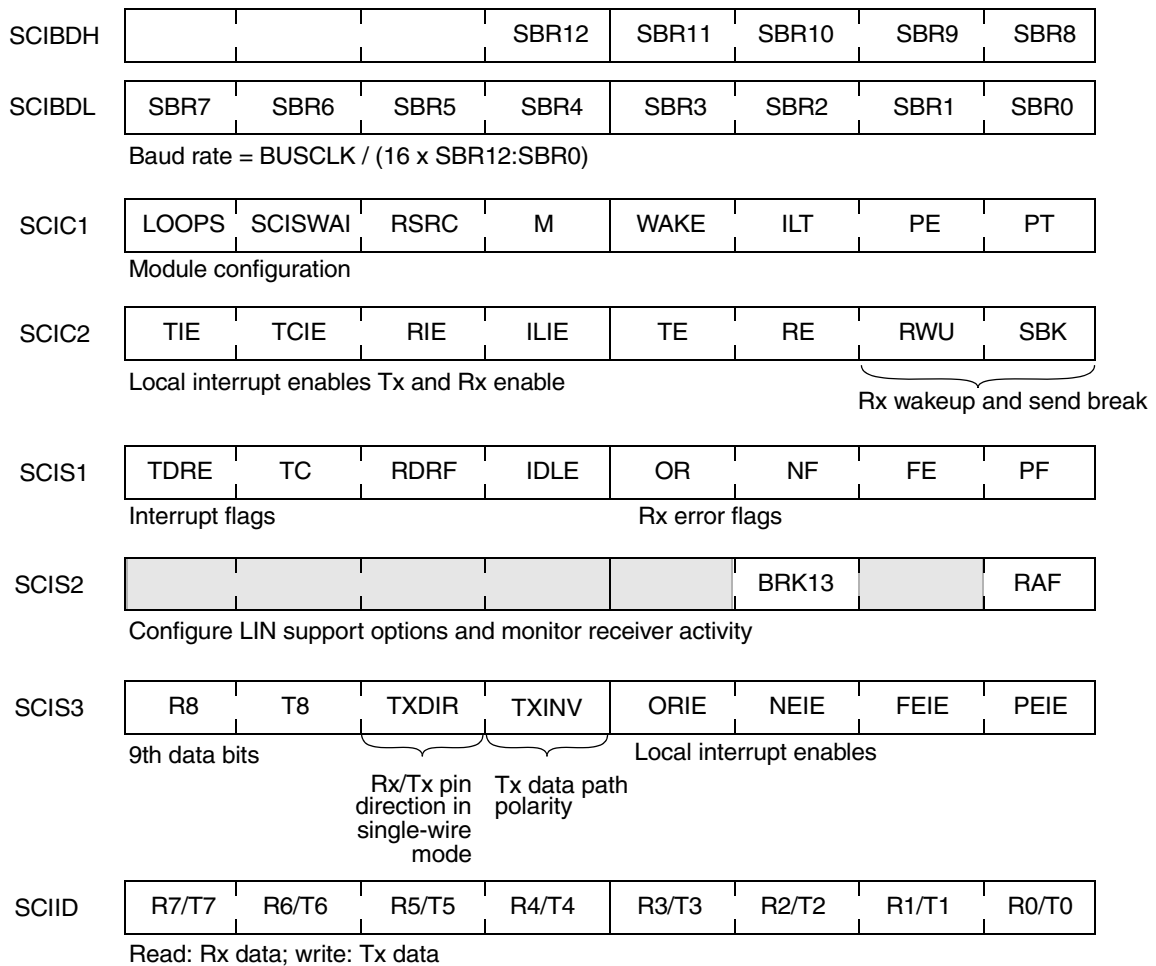 SCIBDH SBR12 SBR11 SBR10 SBR9 SBR8
SCIBDL SBR7 SBR6 SBR5 SBR4 SBR3 SBR2 SBR1 SBR0
Baud rate = BUSCLK / (16 x SBR12:SBR0)
SCIC1 LOOPS SCISWAI RSRC M WAKE ILT PE PT
Module configuration
SCIC2 TIE TCIE RIE ILIE TE RE RWU SBK
Local interrupt enables Tx and Rx enable
Rx wakeup and send break
SCIS1 TDRE TC RDRF IDLE OR NF FE PF
Interrupt flags Rx error flags
SCIS2 BRK13 RAF
Configure LIN support options and monitor receiver activity
SCIS3 R8 T8 TXDIR TXINV ORIE NEIE FEIE PEIE
9th data bits Local interrupt enables
Rx/Tx pin
direction in
single-wire
mode
Tx data path
polarity
SCIID R7/T7 R6/T6 R5/T5 R4/T4 R3/T3 R2/T2 R1/T1 R0/T0
Read: Rx data; write: Tx data